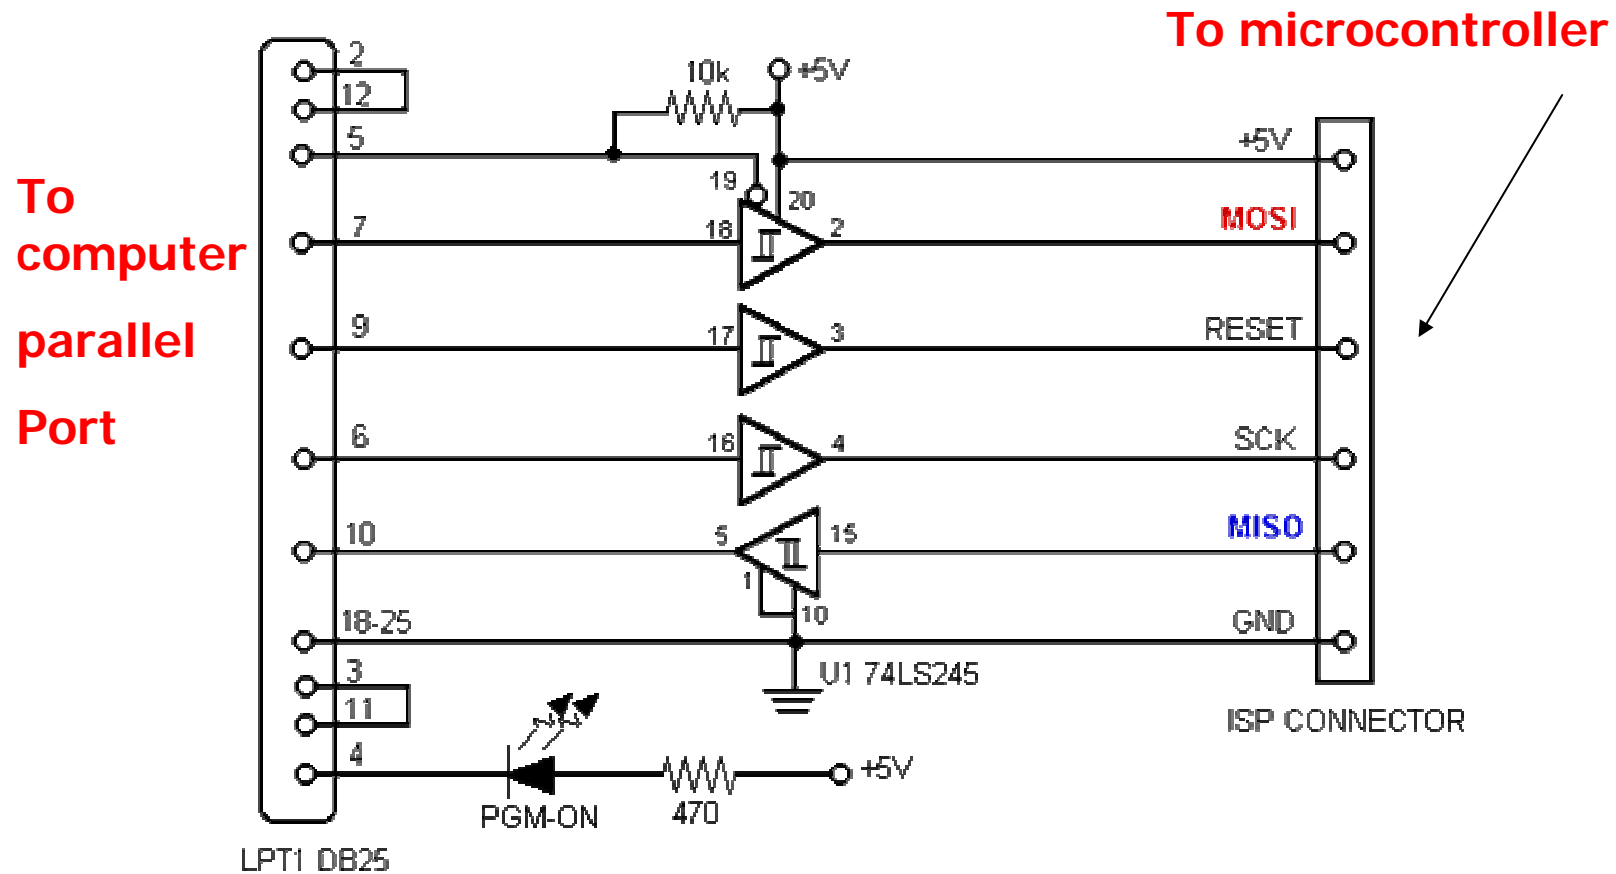 To microcontroller
2
10k
+5V
12
5
+5V
19
20
To
computer
parallel
Port
7
18
2
MOSI
9
17
3
RESET
6
16
4
SCK
10
5
15
MISO
1
10
18-25
GND
3
U1 74LS245
11
ISP CONNECTOR
4
+5V
PGM-ON
470
LPT1 DB25